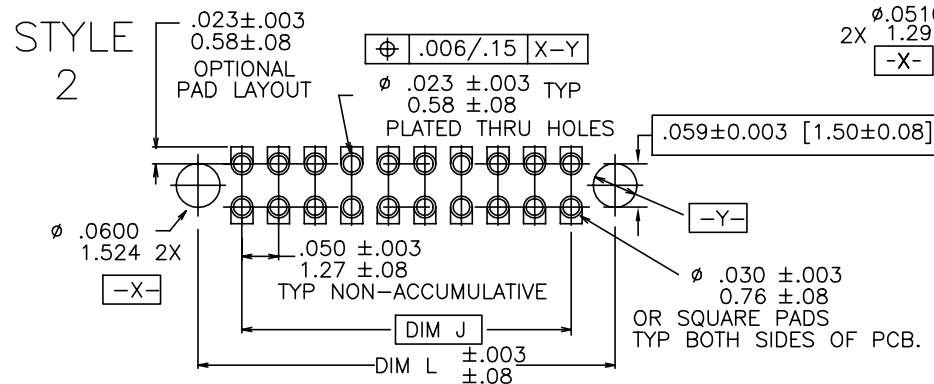 STYLE
2
.023±.003
0.58±.08
OPTIONAL
PAD LAYOUT
⌖ .006/.15 X-Y
ø .023 ±.003 TYP
0.58 ±.08
PLATED THRU HOLES
2X
-X-
.059±0.003 [1.50±0.08]
-Y-
ø .0600
1.524 2X
-X-
.050 ±.003
1.27 ±.08
TYP NON-ACCUMULATIVE
DIM J
DIM L ±.003
±.08
ø .030 ±.003
0.76 ±.08
OR SQUARE PADS
TYP BOTH SIDES OF PCB.